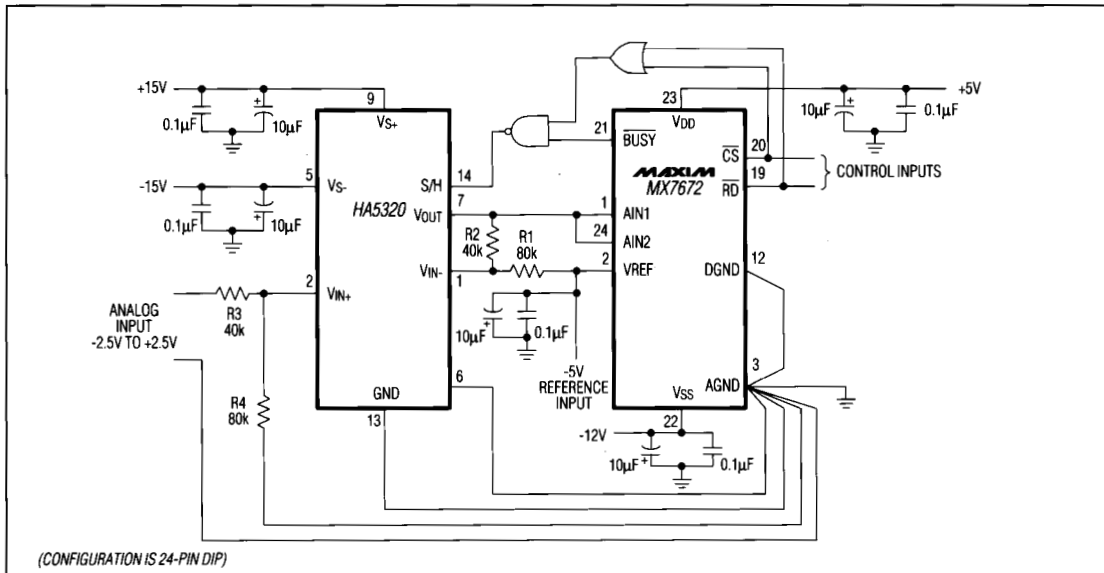 +15V
0.1µF
10µF
9
VS+
-15V
0.1µF
10µF
5
VS-
HA5320
S/H
14
7
VOUT
VIN-
1
2
VIN+
R3
40k
ANALOG
INPUT
-2.5V TO +2.5V
R4
80k
GND
13
6
R2
40k
R1
80k
10µF
0.1µF
-5V
REFERENCE
INPUT
23
VDD
21
BUSY
MAXIM
MX7672
1
AIN1
24
AIN2
2
VREF
CS
20
19
RD
CONTROL INPUTS
10µF
0.1µF
+5V
12
DGND
3
AGND
VSS
22
-12V
10µF
0.1µF
(CONFIGURATION IS 24-PIN DIP)